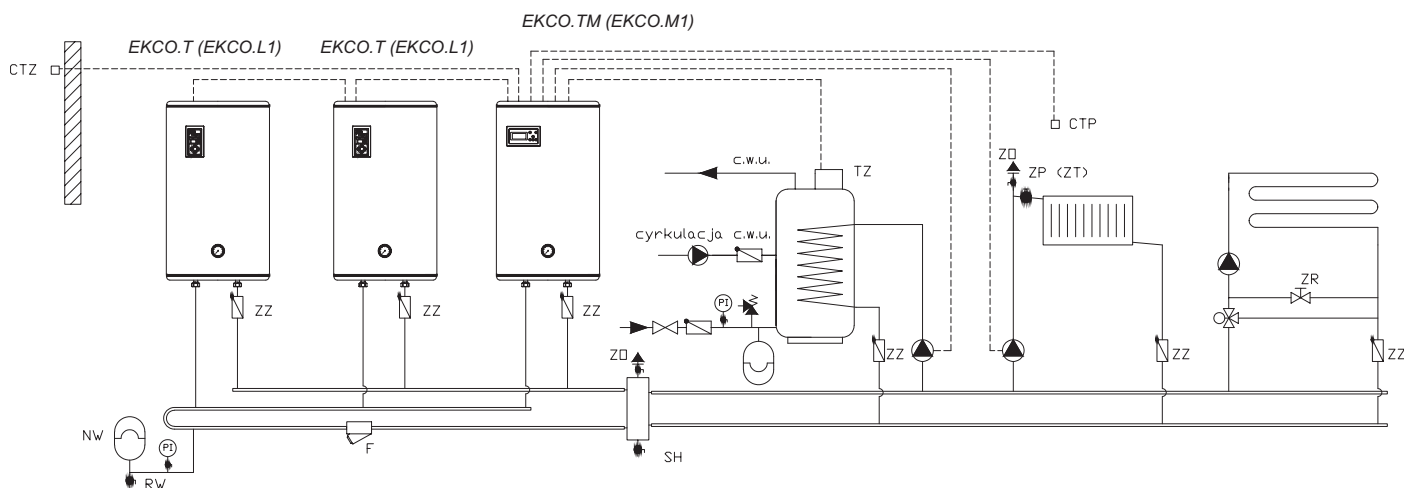 EKCO.TM (EKCO.M1)
EKCO.T (EKCO.L1)
EKCO.T (EKCO.L1)
CTZ
CTP
ZO
ZP (ZT)
c.w.u.
TZ
cyrkulacja c.w.u.
PI
ZR
ZZ
ZZ
ZZ
ZO
ZZ
ZZ
ZZ
NW
PI
F
SH
RW